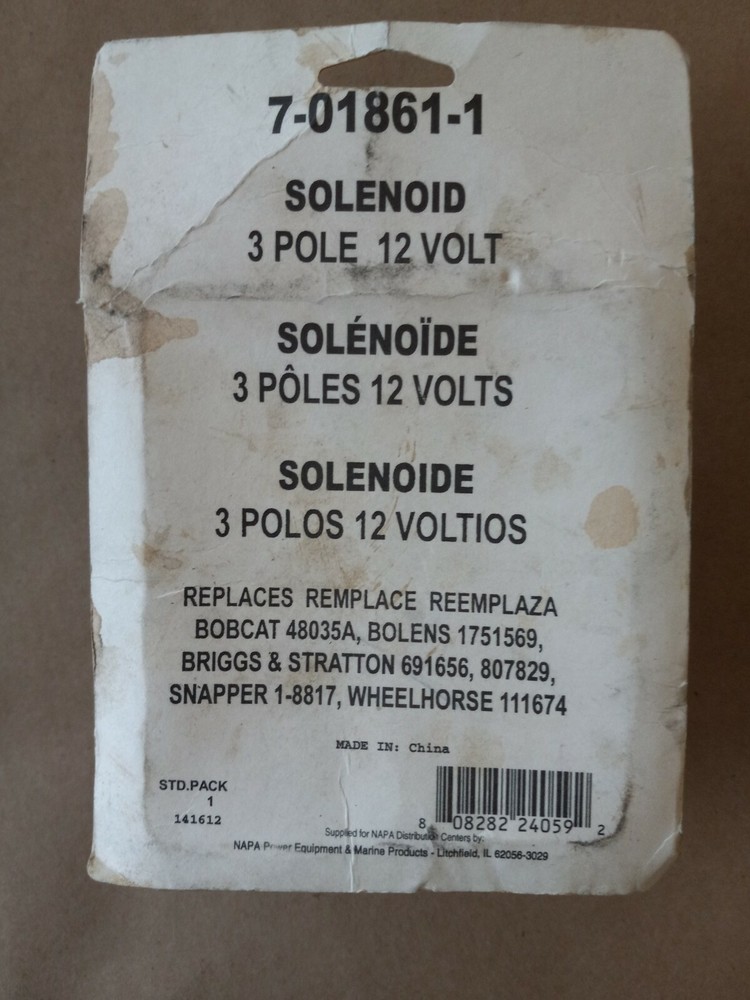 7-01861-1
SOLENOID
3 POLE 12 VOLT
SOLÉNOÏDE
3 PÔLES 12 VOLTS
SOLENOIDE
3 POLOS 12 VOLTIOS
REPLACES REMPLACE REEMPLAZA
BOBCAT 48035A, BOLENS 1751569,
BRIGGS & STRATTON 691656, 807829,
SNAPPER 1-8817, WHEELHORSE 111674
MADE IN: China
STD.PACK
1
141612
8 08282 24059 2
Supplied for NAPA Distribution Centers by:
NAPA Power Equipment & Marine Products - Litchfield, IL 62056-3029